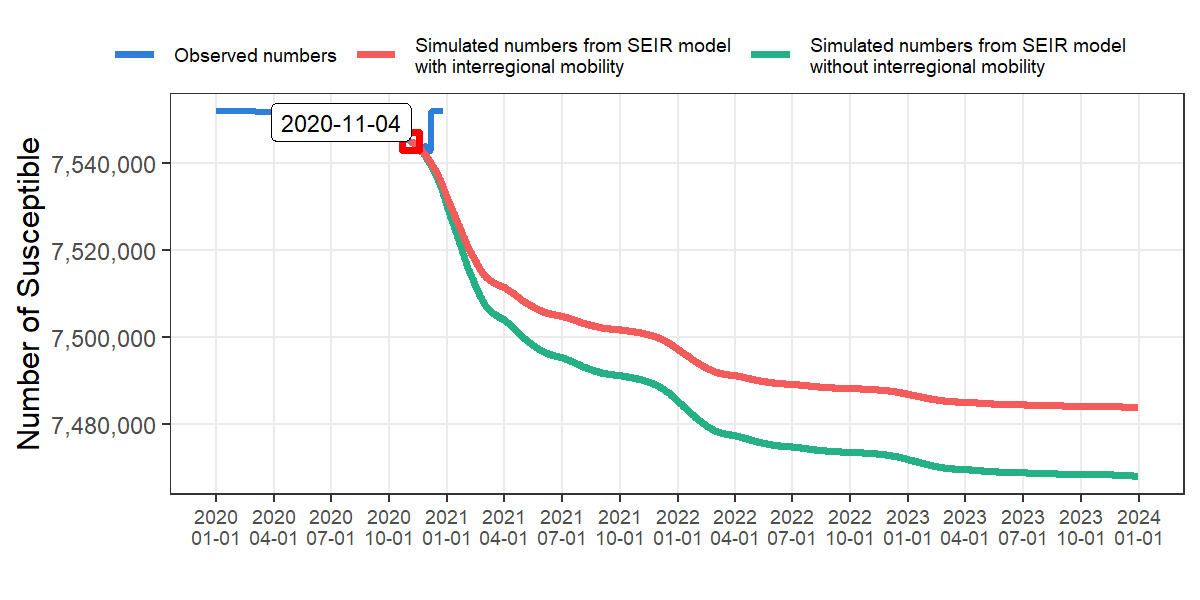 Observed numbers
Simulated numbers from SEIR model
with interregional mobility
Simulated numbers from SEIR model
without interregional mobility
Number of Susceptible
7,540,000
7,520,000
7,500,000
7,480,000
2020-11-04
2020 2020 2020 2020 2021 2021 2021 2021 2022 2022 2022 2022 2023 2023 2023 2023 2024
01-01 04-01 07-01 10-01 01-01 04-01 07-01 10-01 01-01 04-01 07-01 10-01 01-01 04-01 07-01 10-01 01-01